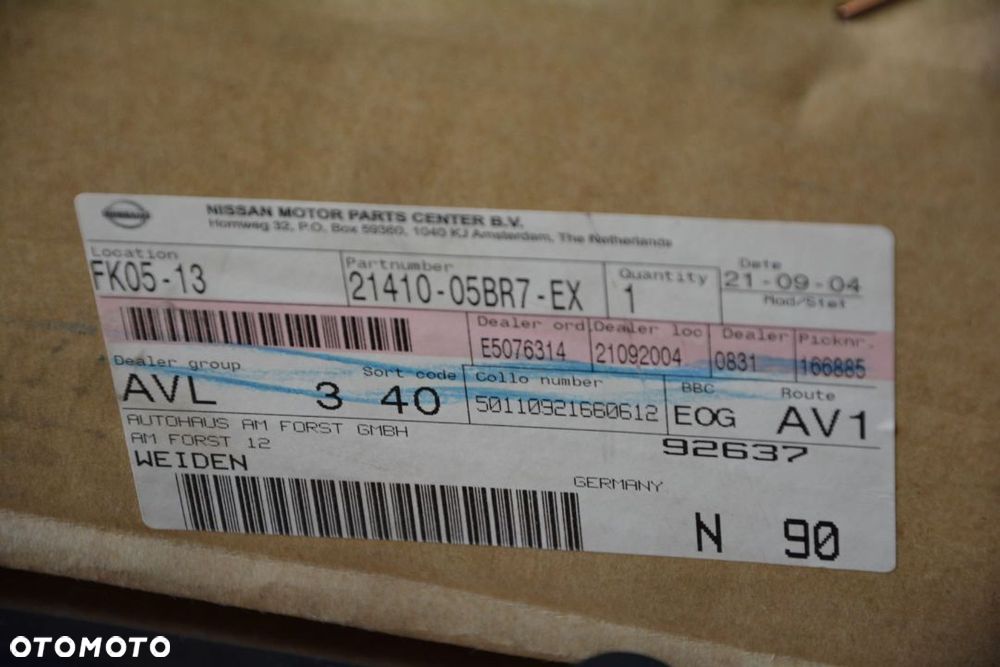 NISSAN
NISSAN MOTOR PARTS CENTER B.V.
Hornweg 32, P.O. Box 59360, 1040 KJ Amsterdam, The Netherlands
Location
FK05-13
Partnumber
21410-05BR7-EX
Quantity
1
Date
21-09-04
Mod/Stel
Dealer ord
E5076314
Dealer loc
21092004
Dealer
0831
Picknr.
166885
Dealer group
AVL 3
Sort code
40
Collo number
50110921660612
BBC
EOG
Route
AV1
AUTOHAUS AM FORST GMBH
92637
AM FORST 12
WEIDEN
GERMANY
N 90
OTOMOTO